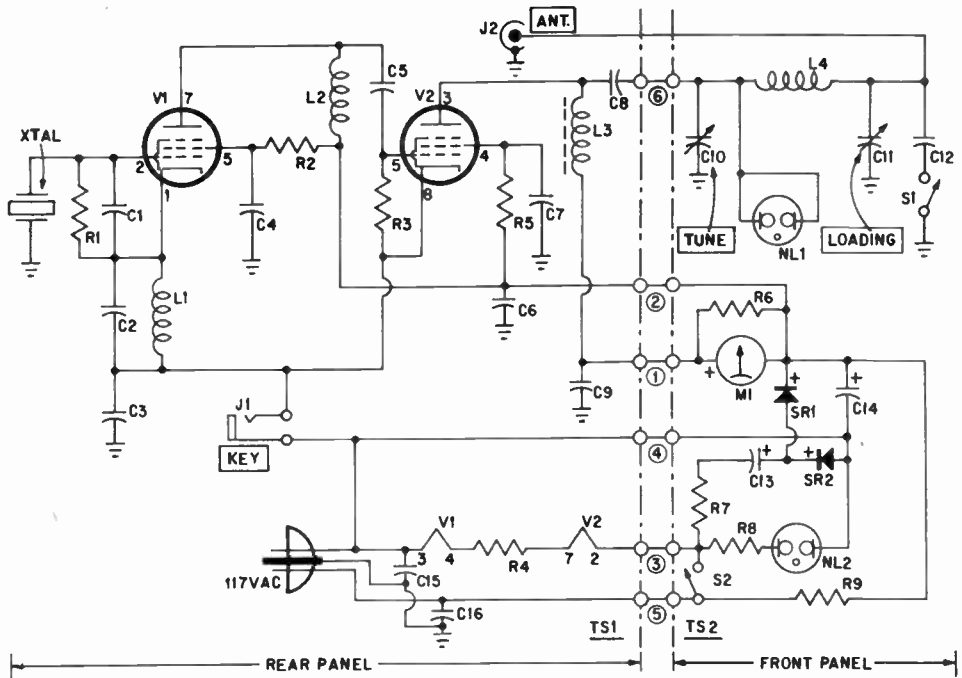 J2 ANT.
V1 7 L2 C5 V2 3 C8 6 L4
XTAL 2 5 R2 5 4 L3 C10 C11 C12
1 8 S1
R1 C1 C4 R3 R5 C7 TUNE NL1 LOADING
C2 L1 C6 2 R6
C3 J1 C9 1 + M1 + SR1 + C14
KEY 4 C13 + + SR2
R7
V1 V2 R8 NL2
117VAC 3 4 R4 7 2 3 S2 R9
C15
C16 5
TS1 TS2
REAR PANEL FRONT PANEL